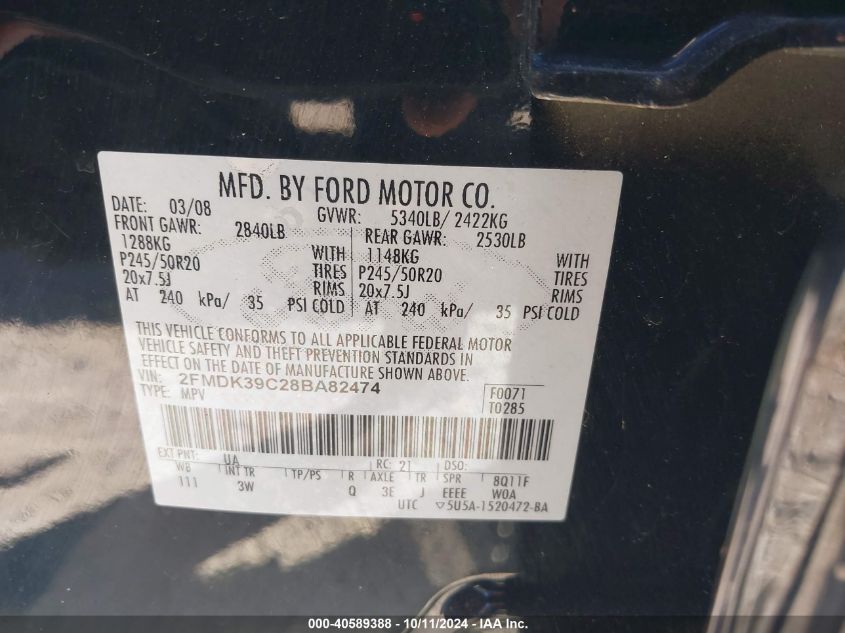 MFD. BY FORD MOTOR CO.
DATE: 03/08 GVWR: 5340LB/ 2422KG
FRONT GAWR: 2840LB REAR GAWR: 2530LB
1288KG WITH 1148KG WITH
P245/50R20 TIRES P245/50R20 TIRES
20x7.5J RIMS 20x7.5J RIMS
AT 240 kPa/ 35 PSI COLD AT 240 kPa/ 35 PSI COLD
THIS VEHICLE CONFORMS TO ALL APPLICABLE FEDERAL MOTOR
VEHICLE SAFETY AND THEFT PREVENTION STANDARDS IN
EFFECT ON THE DATE OF MANUFACTURE SHOWN ABOVE.
VIN: 2FMDK39C28BA82474
TYPE: MPV F0071
T0285
EXT PNT: UA RC: 21 DSO:
WB INT TR TP/PS R AXLE TR SPR 8Q11F
111 3W Q 3E J EEEE W0A
UTC ▽5U5A-1520472-BA
000-40589388 - 10/11/2024 - IAA Inc.